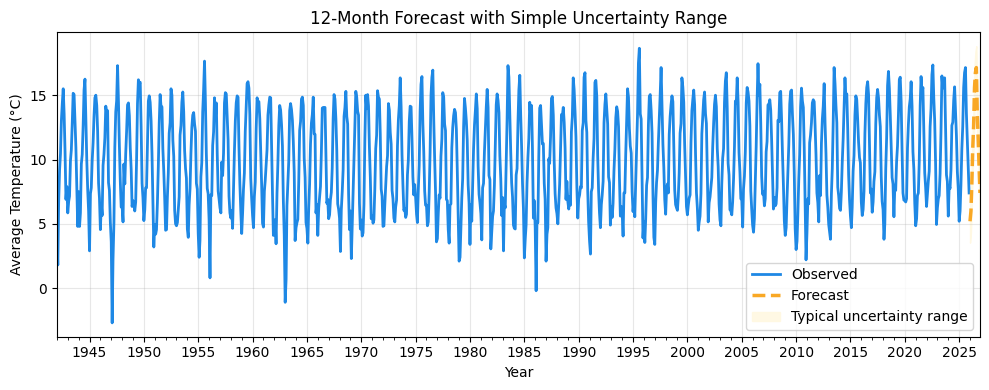 12-Month Forecast with Simple Uncertainty Range
Average Temperature (°C)
15
10
5
0
Observed
Forecast
Typical uncertainty range
1945 1950 1955 1960 1965 1970 1975 1980 1985 1990 1995 2000 2005 2010 2015 2020 2025
Year